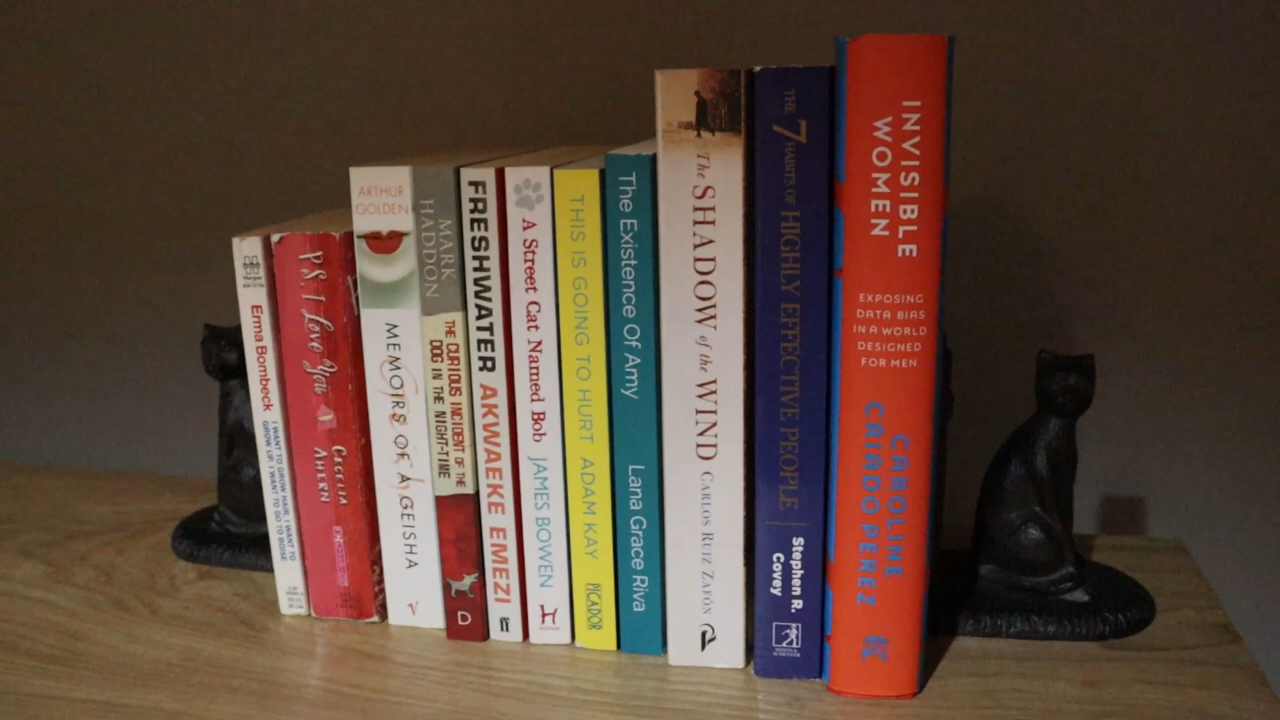 Erma Bombeck
I WANT TO GROW HAIR, I WANT TO
GROW UP, I WANT TO GO TO BOISE
P.S. I Love You
CECELIA
AHERN
ARTHUR
GOLDEN
MEMOIRS OF A GEISHA
MARK
HADDON
THE CURIOUS INCIDENT OF THE
DOG IN THE NIGHT-TIME
FRESHWATER AKWAEKE EMEZI
A Street Cat Named Bob JAMES BOWEN
THIS IS GOING TO HURT ADAM KAY PICADOR
The Existence Of Amy Lana Grace Riva
The SHADOW of the WIND CARLOS RUIZ ZAFÓN
THE 7 HABITS OF HIGHLY EFFECTIVE PEOPLE
Stephen R.
Covey
SIMON &
SCHUSTER
INVISIBLE
WOMEN
EXPOSING
DATA BIAS
IN A WORLD
DESIGNED
FOR MEN
CAROLINE
CRIADO PEREZ